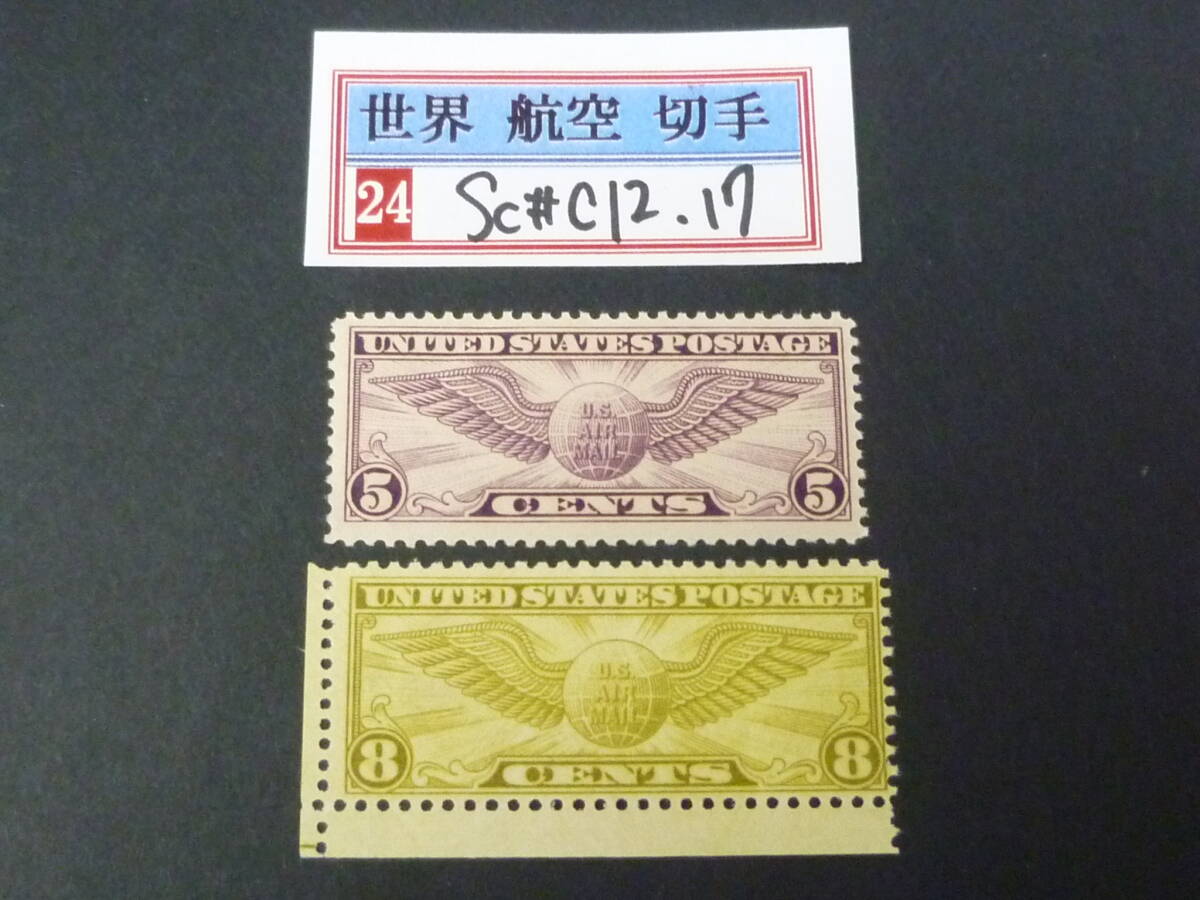 世界 航空 切手
24 Sc#C12.17
UNITED STATES POSTAGE
U.S.
AIR
MAIL
5 CENTS 5
UNITED STATES POSTAGE
U.S.
AIR
MAIL
8 CENTS 8